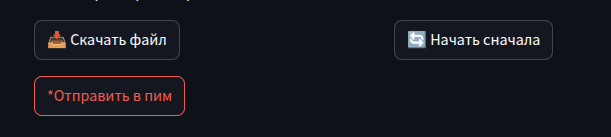 📥 Скачать файл
🔄 Начать сначала
*Отправить в пим